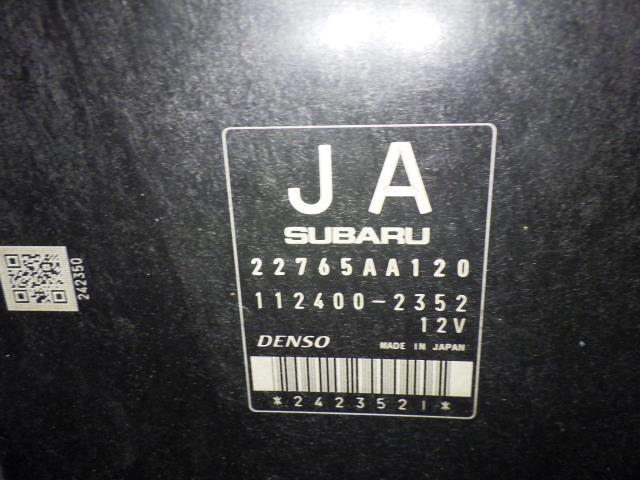 JA
SUBARU
22765AA120
112400-2352
12V
DENSO MADE IN JAPAN
*2423521*
242350